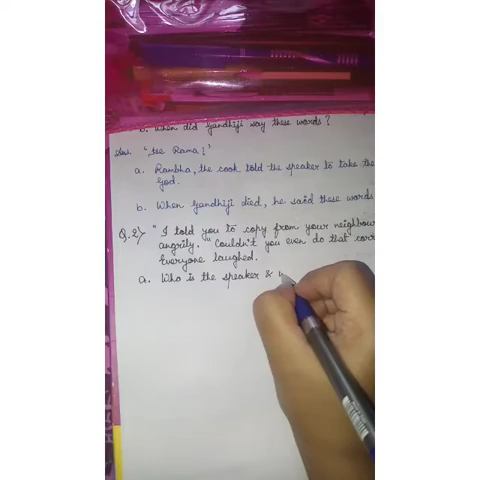 b. When did Gandhiji say these words?
Ans. 'Hee Rama!'
a. Rambha, the cook told the speaker to take the
God.
b. When Gandhiji died, he said these words
Q.2)→ "I told you to copy from your neighbour
angrily. "Couldn't you even do that corr
Everyone laughed.
a. Who is the speaker &